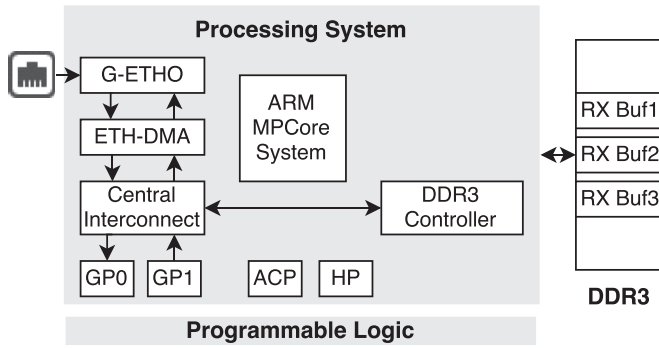 Processing System
G-ETHO
ETH-DMA
Central
Interconnect
GP0
GP1
ARM
MPCore
System
ACP
HP
DDR3
Controller
RX Buf1
RX Buf2
RX Buf3
DDR3
Programmable Logic